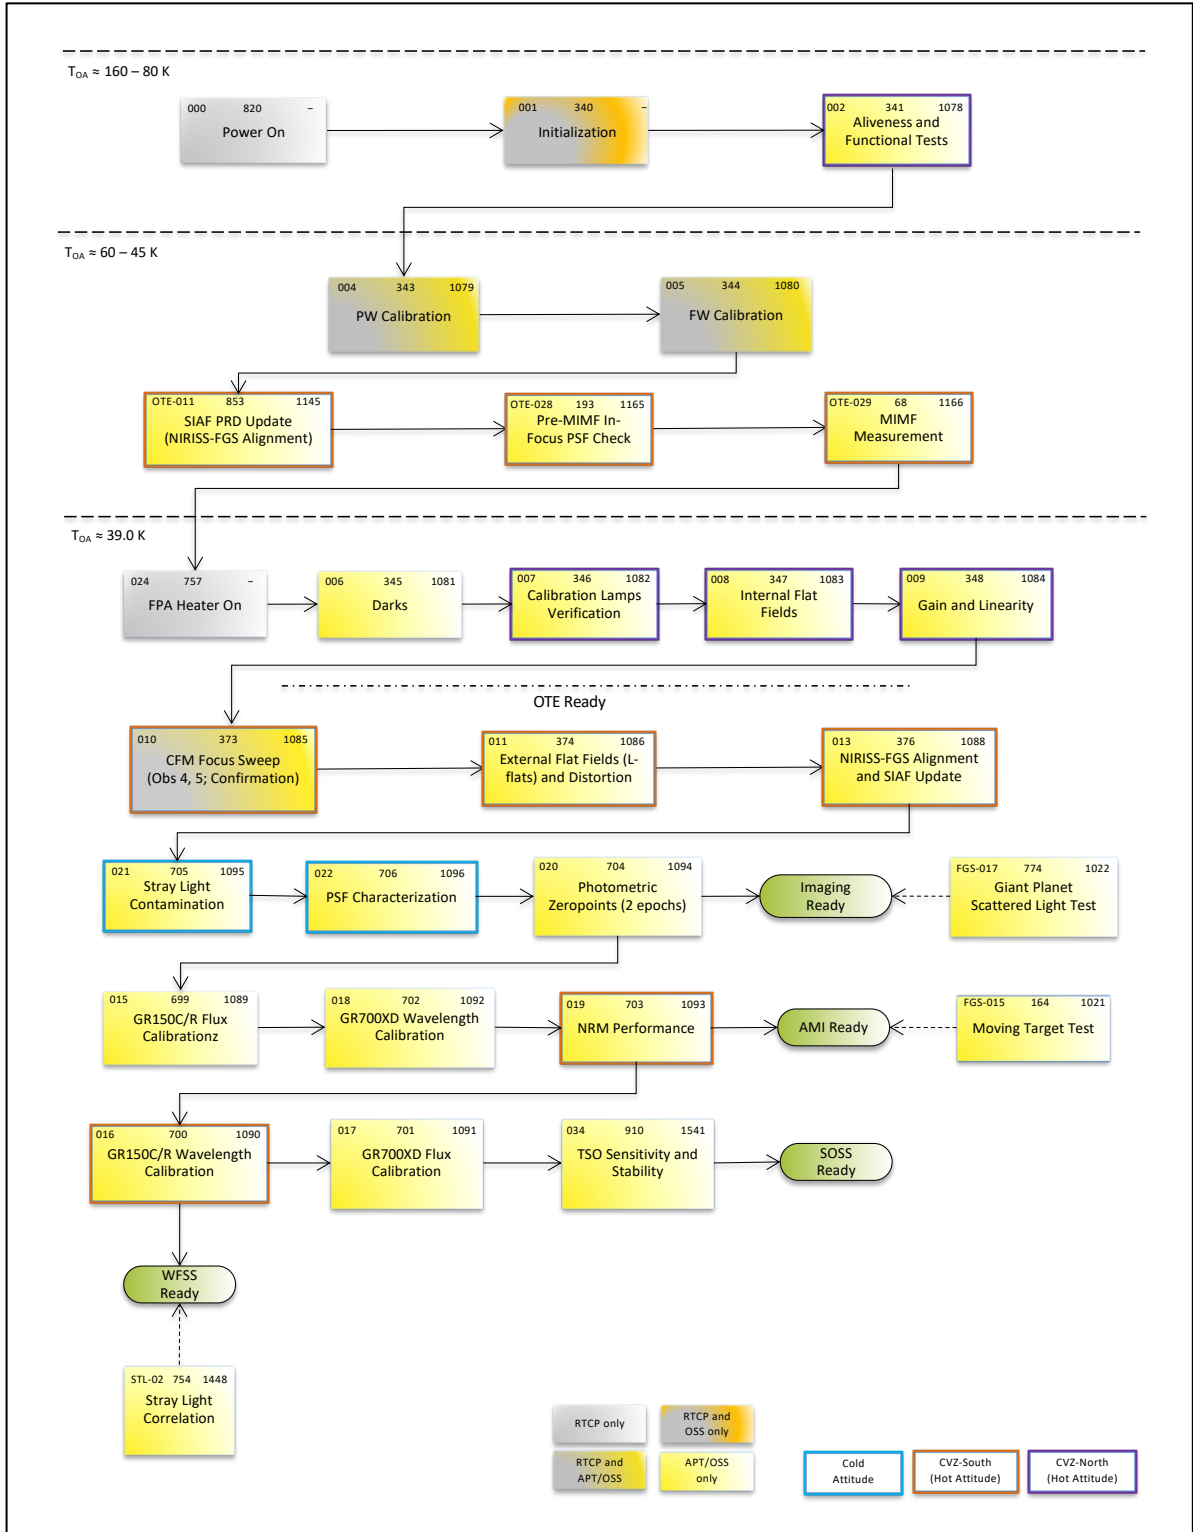 T_OA ≈ 160 – 80 K
000 820 –
Power On
001 340 –
Initialization
002 341 1078
Aliveness and
Functional Tests
T_OA ≈ 60 – 45 K
004 343 1079
PW Calibration
005 344 1080
FW Calibration
OTE-011 853 1145
SIAF PRD Update
(NIRISS-FGS Alignment)
OTE-028 193 1165
Pre-MIMF In-
Focus PSF Check
OTE-029 68 1166
MIMF
Measurement
T_OA ≈ 39.0 K
024 757 –
FPA Heater On
006 345 1081
Darks
007 346 1082
Calibration Lamps
Verification
008 347 1083
Internal Flat
Fields
009 348 1084
Gain and Linearity
OTE Ready
010 373 1085
CFM Focus Sweep
(Obs 4, 5; Confirmation)
011 374 1086
External Flat Fields (L-
flats) and Distortion
013 376 1088
NIRISS-FGS Alignment
and SIAF Update
021 705 1095
Stray Light
Contamination
022 706 1096
PSF Characterization
020 704 1094
Photometric
Zeropoints (2 epochs)
Imaging
Ready
FGS-017 774 1022
Giant Planet
Scattered Light Test
015 699 1089
GR150C/R Flux
Calibrationz
018 702 1092
GR700XD Wavelength
Calibration
019 703 1093
NRM Performance
AMI Ready
FGS-015 164 1021
Moving Target Test
016 700 1090
GR150C/R Wavelength
Calibration
017 701 1091
GR700XD Flux
Calibration
034 910 1541
TSO Sensitivity and
Stability
SOSS
Ready
WFSS
Ready
STL-02 754 1448
Stray Light
Correlation
RTCP only
RTCP and
OSS only
RTCP and
APT/OSS
APT/OSS
only
Cold
Attitude
CVZ-South
(Hot Attitude)
CVZ-North
(Hot Attitude)